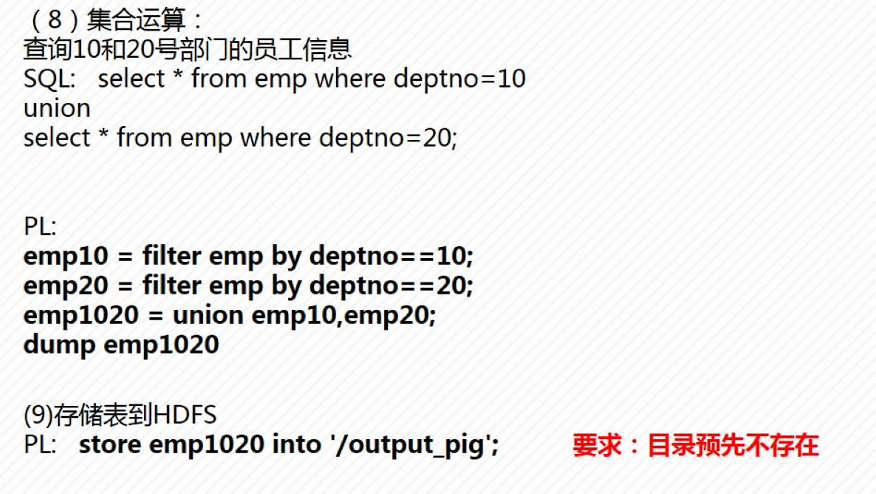 （8）集合运算：
查询10和20号部门的员工信息
SQL: select * from emp where deptno=10
union
select * from emp where deptno=20;
PL:
emp10 = filter emp by deptno==10;
emp20 = filter emp by deptno==20;
emp1020 = union emp10,emp20;
dump emp1020
(9)存储表到HDFS
PL: store emp1020 into '/output_pig'; 要求：目录预先不存在